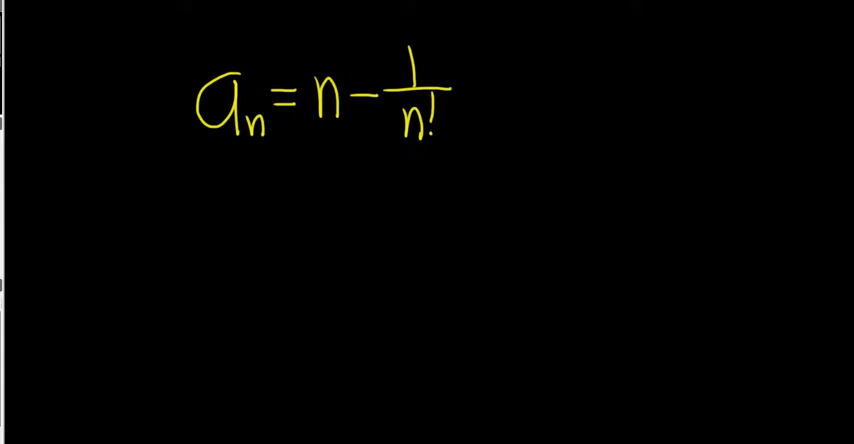 aₙ = n - 1/n!